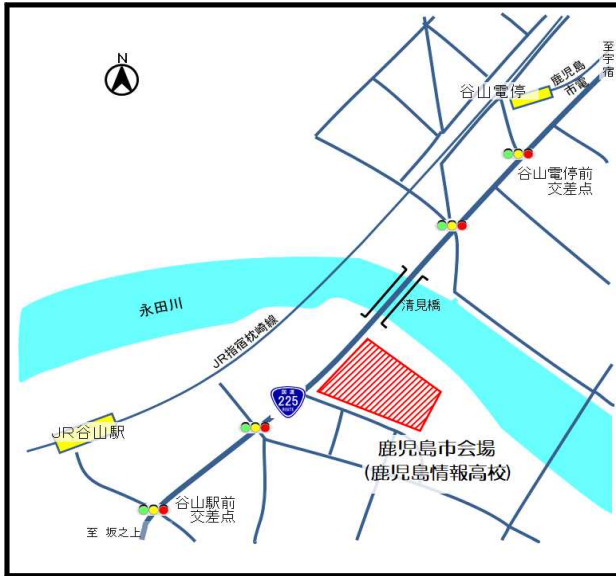 N
至宇宿
鹿児島
市電
谷山電停
谷山電停前
交差点
清見橋
永田川
JR指宿枕崎線
国道
225
ROUTE
JR谷山駅
鹿児島市会場
(鹿児島情報高校)
谷山駅前
交差点
至 坂之上